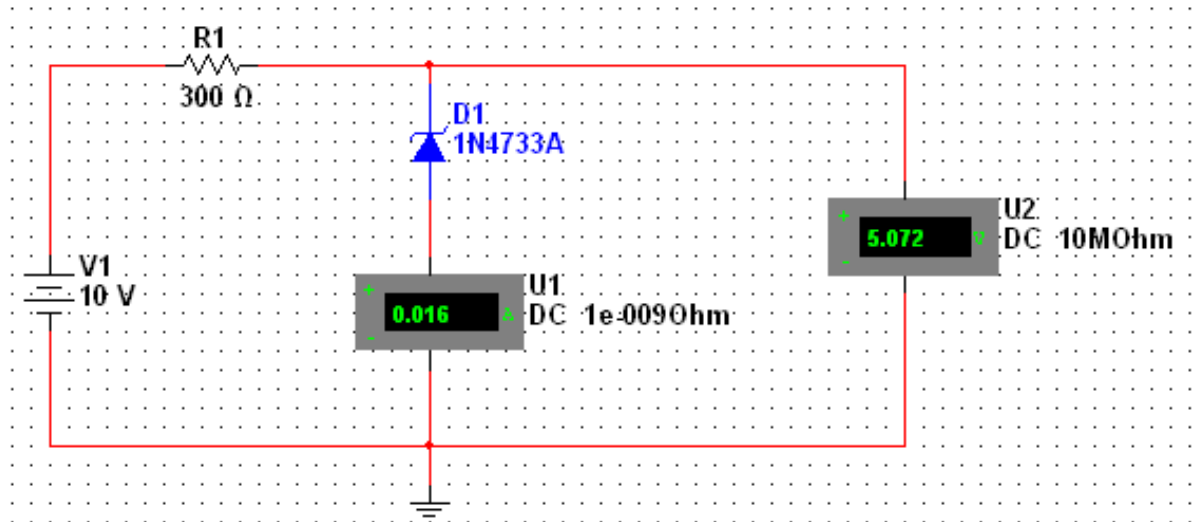 R1
300 Ω
D1
1N4733A
V1
10 V
+
0.016 A
-
U1
DC 1e-009Ohm
+
5.072 V
-
U2
DC 10MOhm